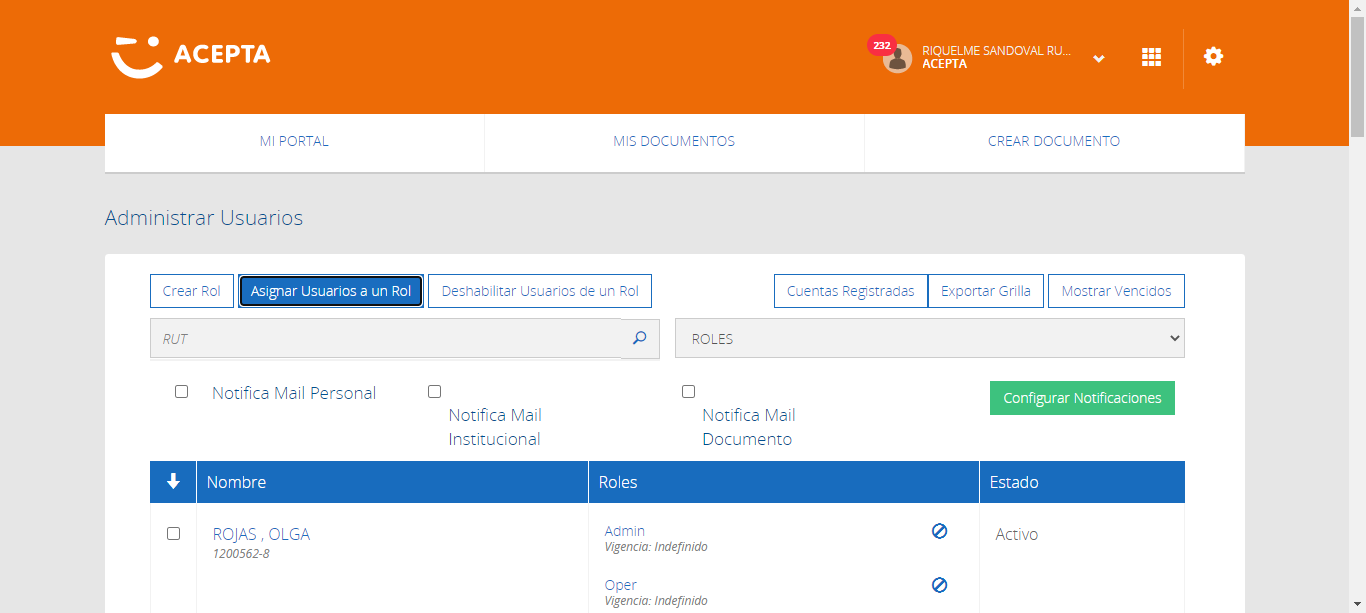 ACEPTA
232
RIQUELME SANDOVAL RU...
ACEPTA
MI PORTAL
MIS DOCUMENTOS
CREAR DOCUMENTO
Administrar Usuarios
Crear Rol
Asignar Usuarios a un Rol
Deshabilitar Usuarios de un Rol
Cuentas Registradas
Exportar Grilla
Mostrar Vencidos
RUT
ROLES
Notifica Mail Personal
Notifica Mail
Institucional
Notifica Mail
Documento
Configurar Notificaciones
Nombre
Roles
Estado
ROJAS , OLGA
1200562-8
Admin
Vigencia: Indefinido
Activo
Oper
Vigencia: Indefinido